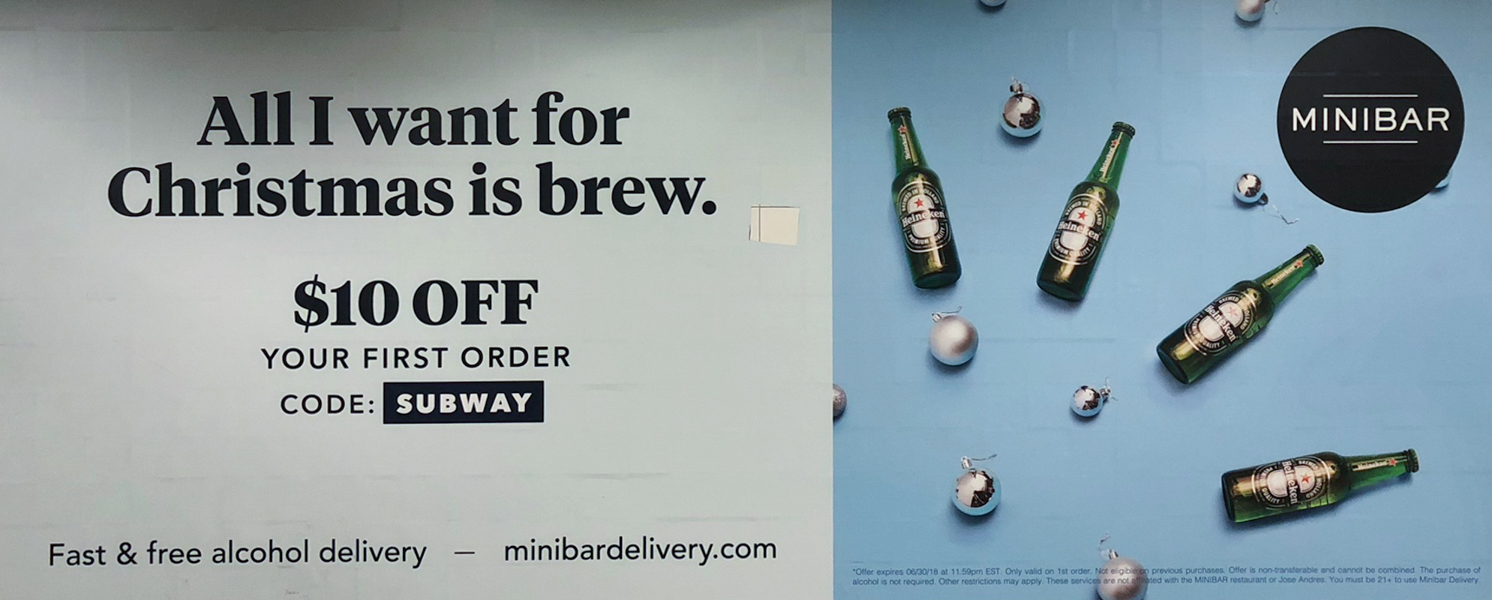 All I want for
Christmas is brew.
$10 OFF
YOUR FIRST ORDER
CODE: SUBWAY
Fast & free alcohol delivery — minibardelivery.com
MINIBAR
Heineken
Heineken
Heineken
Heineken
*Offer expires 06/30/18 at 11:59pm EST. Only valid on 1st order. Not eligible on previous purchases. Offer is non-transferable and cannot be combined. The purchase of
alcohol is not required. Other restrictions may apply. These services are not affiliated with the MINIBAR restaurant or Jose Andres. You must be 21+ to use Minibar Delivery.